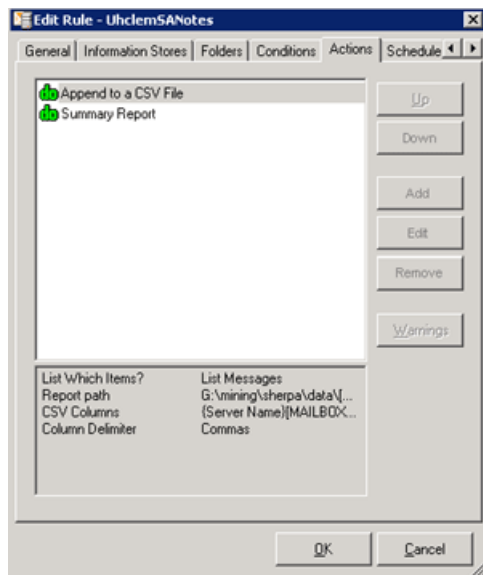 Edit Rule - UhclemSANotes
General Information Stores Folders Conditions Actions Schedule
do Append to a CSV File
do Summary Report
Up
Down
Add
Edit
Remove
Warnings
List Which Items? List Messages
Report path G:\mining\sherpa\data\[...
CSV Columns {Server Name}[MAILBOX...
Column Delimiter Commas
OK
Cancel